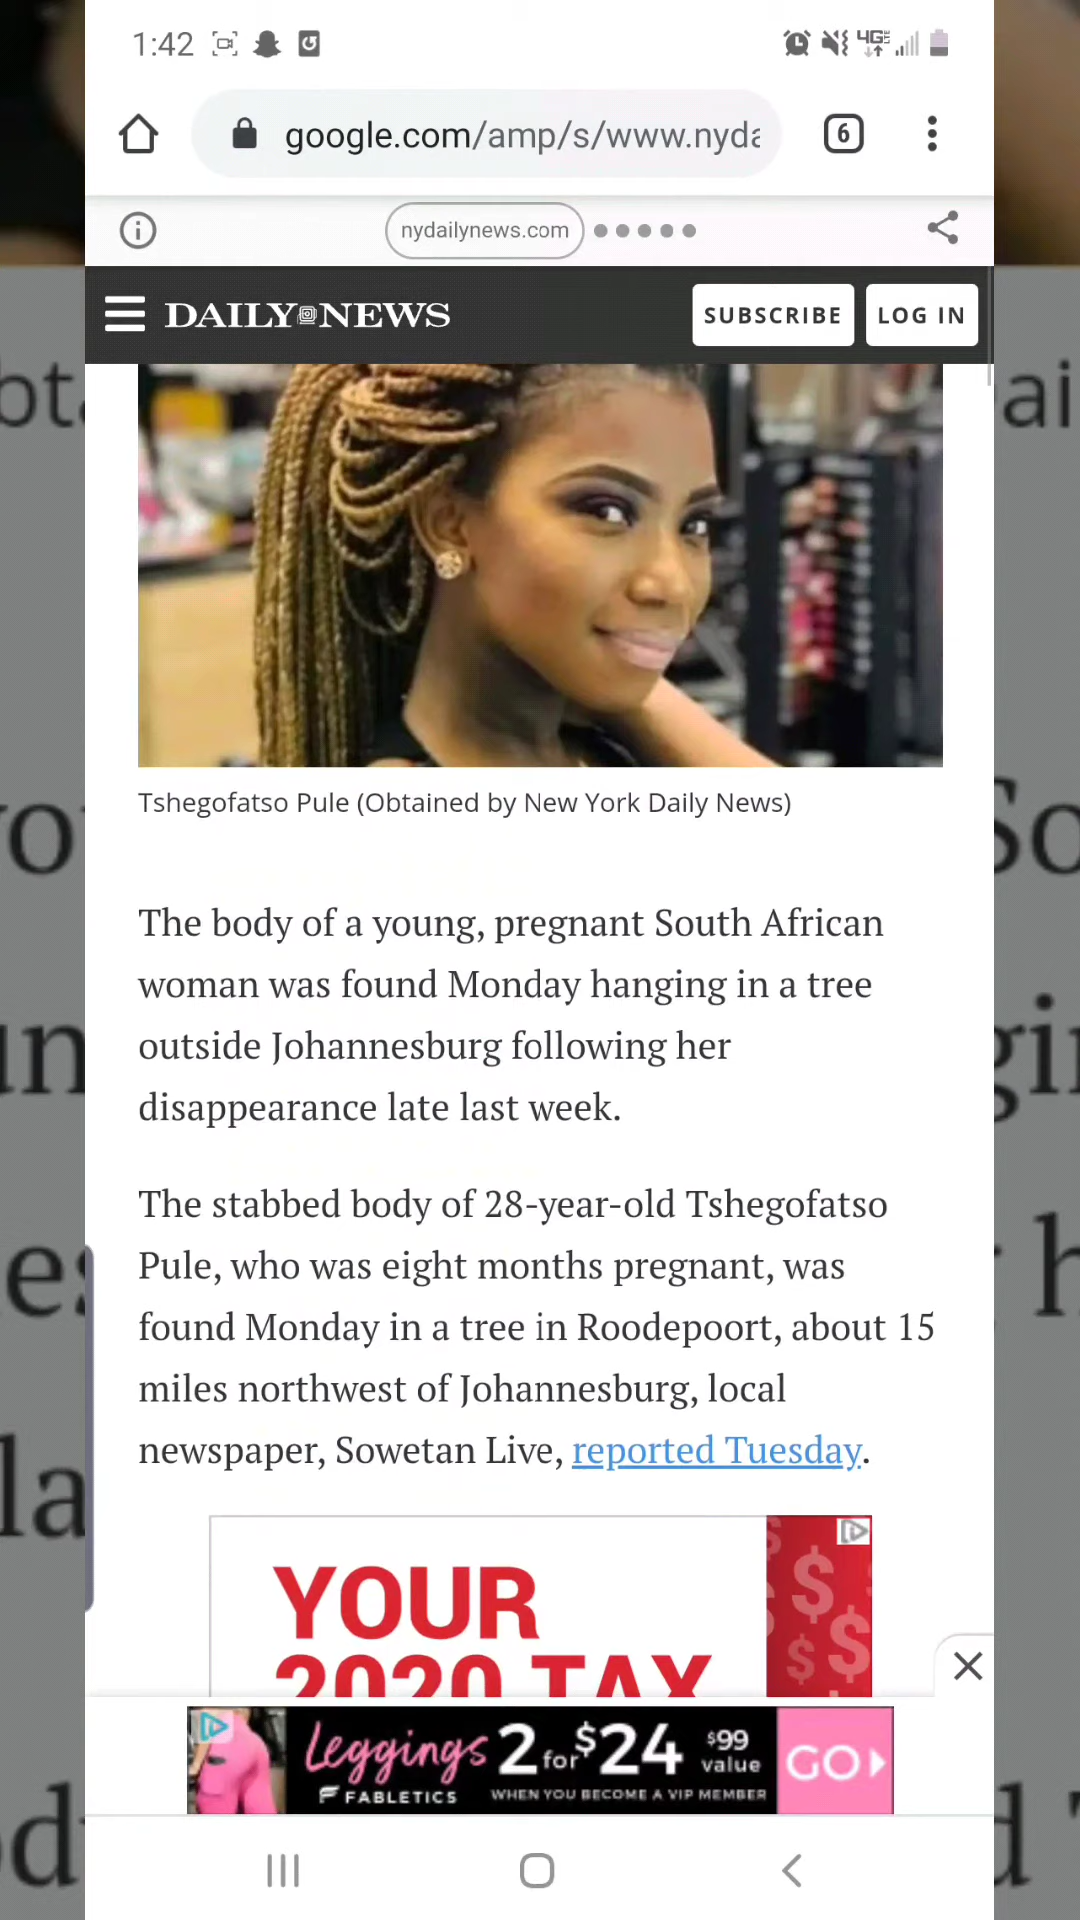 1:42
4G
google.com/amp/s/www.nyda
6
nydailynews.com
DAILY NEWS
SUBSCRIBE
LOG IN
Tshegofatso Pule (Obtained by New York Daily News)
The body of a young, pregnant South African
woman was found Monday hanging in a tree
outside Johannesburg following her
disappearance late last week.
The stabbed body of 28-year-old Tshegofatso
Pule, who was eight months pregnant, was
found Monday in a tree in Roodepoort, about 15
miles northwest of Johannesburg, local
newspaper, Sowetan Live, reported Tuesday.
YOUR
2020 TAX
Leggings 2 for $24 $99 value
FABLETICS WHEN YOU BECOME A VIP MEMBER
GO